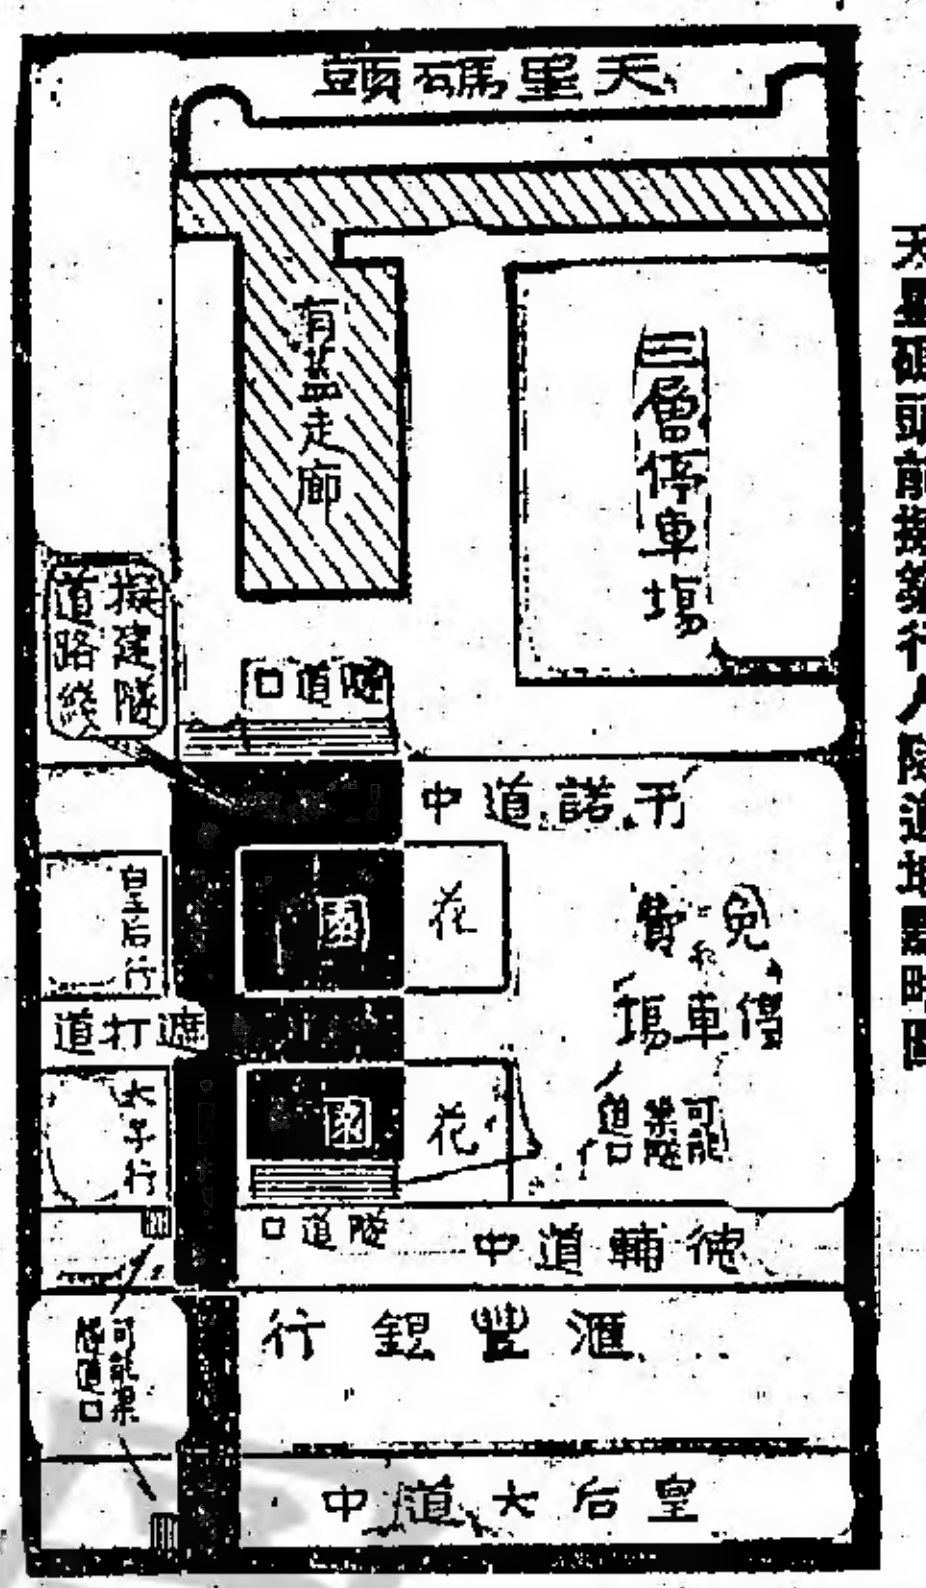 天星碼頭前擬築行人隧道地點畧圖
天星碼頭
有蓋走廊
三層停車場
擬建隧
道路綫
隧道口
干諾道中
皇后行
花園
免費
停車場
遮打道
太子行
花園
可能
築隧
道口
隧道口
德輔道中
滙豐銀行
可能築
隧道口
皇后大道中